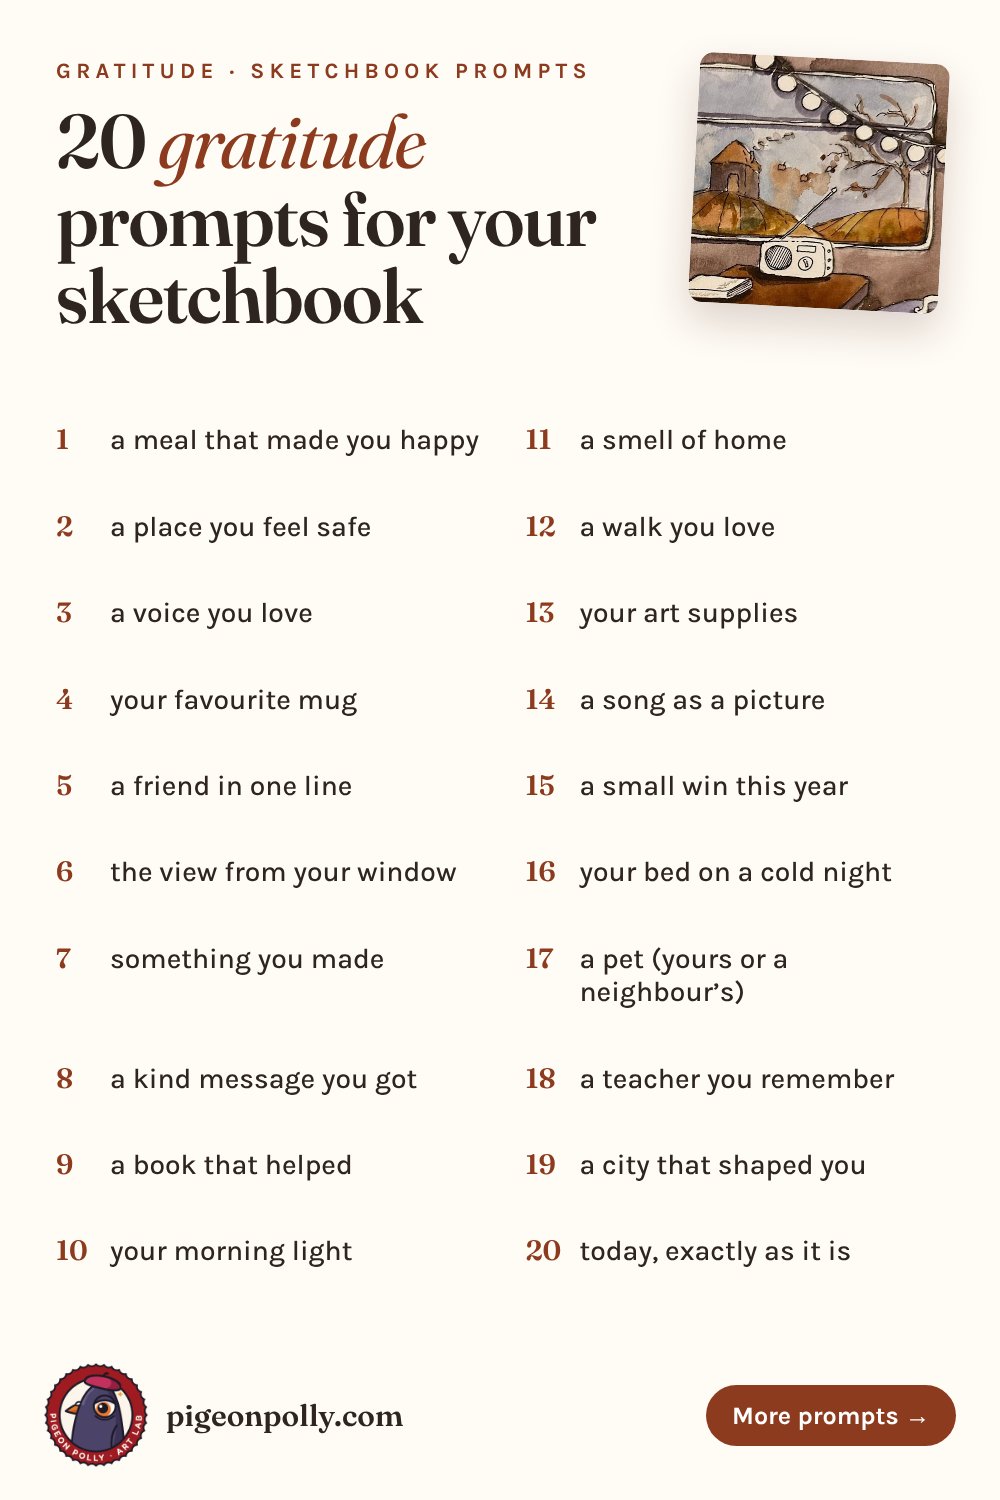 GRATITUDE · SKETCHBOOK PROMPTS
20 gratitude
prompts for your
sketchbook
1 a meal that made you happy
2 a place you feel safe
3 a voice you love
4 your favourite mug
5 a friend in one line
6 the view from your window
7 something you made
8 a kind message you got
9 a book that helped
10 your morning light
11 a smell of home
12 a walk you love
13 your art supplies
14 a song as a picture
15 a small win this year
16 your bed on a cold night
17 a pet (yours or a
neighbour’s)
18 a teacher you remember
19 a city that shaped you
20 today, exactly as it is
PIGEON POLLY · ART LAB
pigeonpolly.com
More prompts →